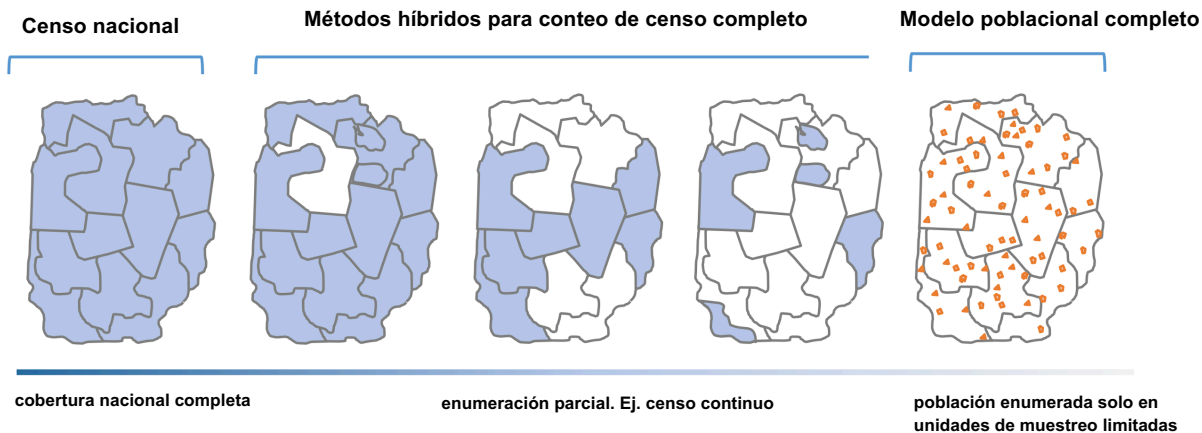 Censo nacional
Métodos híbridos para conteo de censo completo
Modelo poblacional completo
cobertura nacional completa
enumeración parcial. Ej. censo continuo
población enumerada solo en
unidades de muestreo limitadas